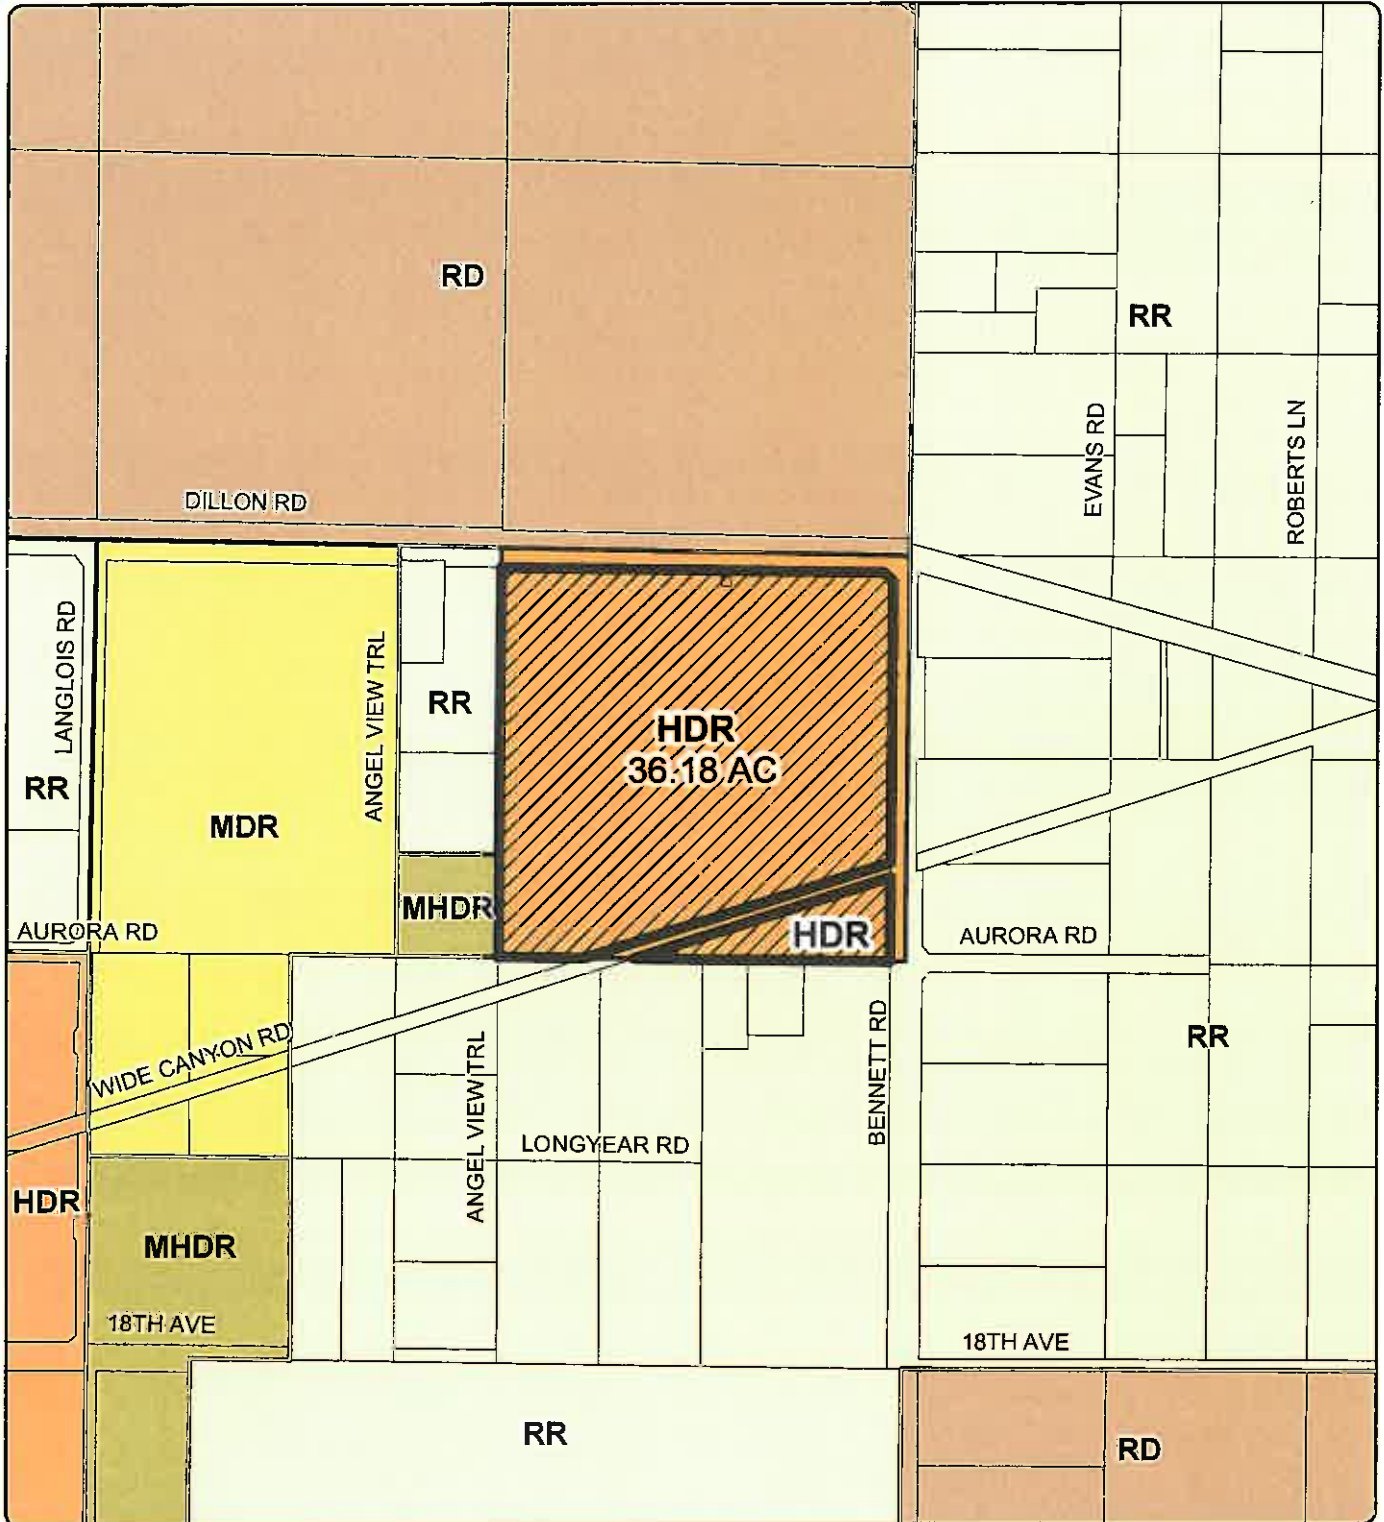 RD
RR
EVANS RD
ROBERTS LN
DILLON RD
LANGLOIS RD
ANGEL VIEW TRL
RR
HDR
36.18 AC
RR
MDR
MHDR
HDR
AURORA RD
AURORA RD
WIDE CANYON RD
ANGEL VIEW TRL
BENNETT RD
RR
LONGYEAR RD
HDR
MHDR
18TH AVE
18TH AVE
RR
RD